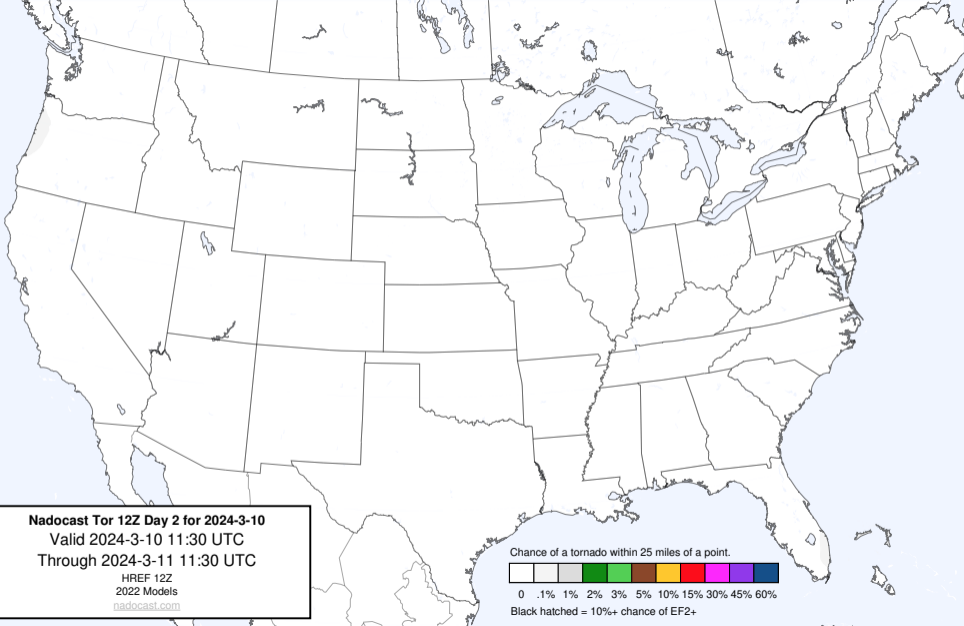 Nadocast Tor 12Z Day 2 for 2024-3-10
Valid 2024-3-10 11:30 UTC
Through 2024-3-11 11:30 UTC
HREF 12Z
2022 Models
nadocast.com
Chance of a tornado within 25 miles of a point.
0 .1% 1% 2% 3% 5% 10% 15% 30% 45% 60%
Black hatched = 10%+ chance of EF2+